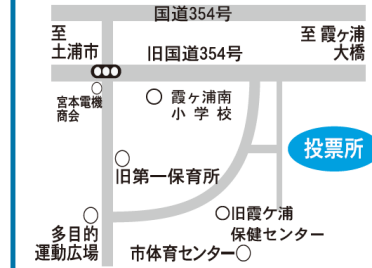 国道354号
至
土浦市
旧国道354号
至 霞ヶ浦
大橋
宮本電機
商会
霞ヶ浦南
小学校
投票所
旧第一保育所
多目的
運動広場
旧霞ケ浦
保健センター
市体育センター